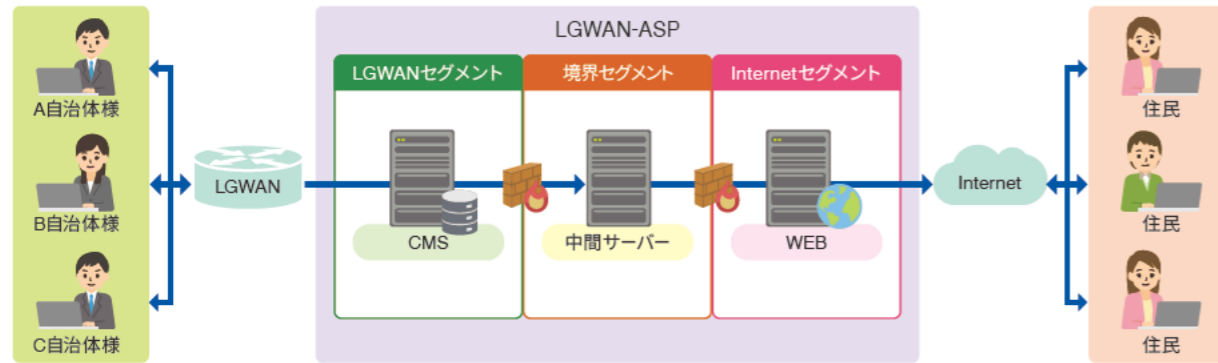 LGWAN-ASP
LGWANセグメント
境界セグメント
Internetセグメント
A自治体様
B自治体様
C自治体様
LGWAN
CMS
中間サーバー
WEB
Internet
住民
住民
住民